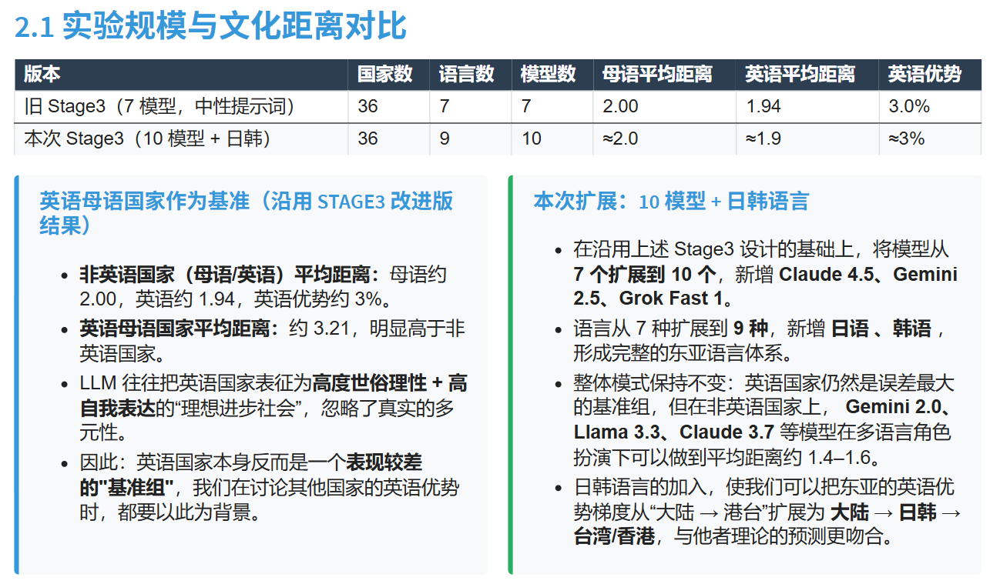 2.1 实验规模与文化距离对比
版本 国家数 语言数 模型数 母语平均距离 英语平均距离 英语优势
旧 Stage3（7 模型，中性提示词） 36 7 7 2.00 1.94 3.0%
本次 Stage3（10 模型 + 日韩） 36 9 10 ≈2.0 ≈1.9 ≈3%
英语母语国家作为基准（沿用 STAGE3 改进版
结果）
• 非英语国家（母语/英语）平均距离：母语约
2.00，英语约 1.94，英语优势约 3%。
• 英语母语国家平均距离：约 3.21，明显高于非
英语国家。
• LLM 往往把英语国家表征为高度世俗理性 + 高
自我表达的“理想进步社会”，忽略了真实的多
元性。
• 因此：英语国家本身反而是一个表现较差
的"基准组"，我们在讨论其他国家的英语优势
时，都要以此为背景。
本次扩展：10 模型 + 日韩语言
• 在沿用上述 Stage3 设计的基础上，将模型从
7 个扩展到 10 个，新增 Claude 4.5、Gemini
2.5、Grok Fast 1。
• 语言从 7 种扩展到 9 种，新增 日语 、韩语 ，
形成完整的东亚语言体系。
• 整体模式保持不变：英语国家仍然是误差最大
的基准组，但在非英语国家上， Gemini 2.0、
Llama 3.3、Claude 3.7 等模型在多语言角色
扮演下可以做到平均距离约 1.4–1.6。
• 日韩语言的加入，使我们可以把东亚的英语优
势梯度从“大陆 → 港台”扩展为 大陆 → 日韩 →
台湾/香港，与他者理论的预测更吻合。